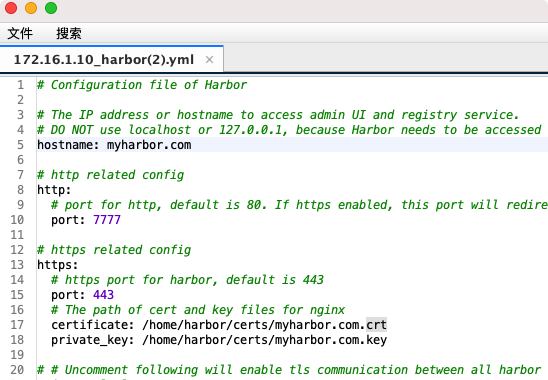 文件 搜索
172.16.1.10_harbor(2).yml ×
1 # Configuration file of Harbor
2
3 # The IP address or hostname to access admin UI and registry service.
4 # DO NOT use localhost or 127.0.0.1, because Harbor needs to be accessed
5 hostname: myharbor.com
6
7 # http related config
8 http:
9 # port for http, default is 80. If https enabled, this port will redire
10 port: 7777
11
12 # https related config
13 https:
14 # https port for harbor, default is 443
15 port: 443
16 # The path of cert and key files for nginx
17 certificate: /home/harbor/certs/myharbor.com.crt
18 private_key: /home/harbor/certs/myharbor.com.key
19
20 # # Uncomment following will enable tls communication between all harbor